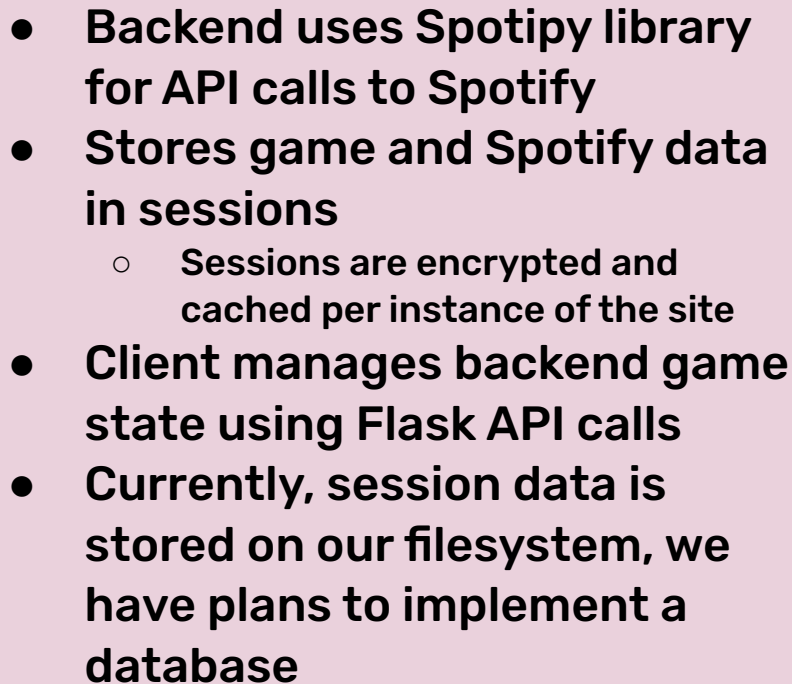 ● Backend uses Spotipy library
for API calls to Spotify
● Stores game and Spotify data
in sessions
○ Sessions are encrypted and
cached per instance of the site
● Client manages backend game
state using Flask API calls
● Currently, session data is
stored on our filesystem, we
have plans to implement a
database